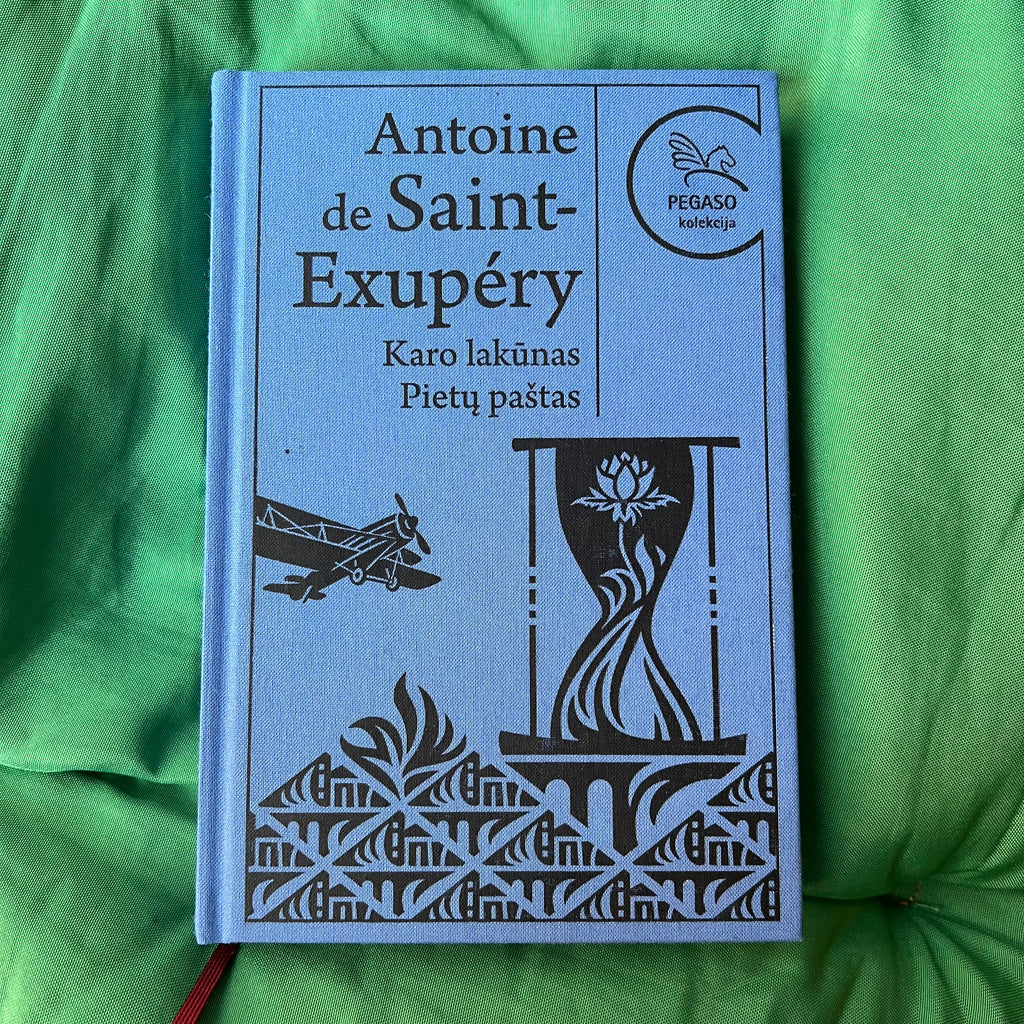 Antoine
de Saint-
Exupéry
Karo lakūnas
Pietų paštas
PEGASO
kolekcija